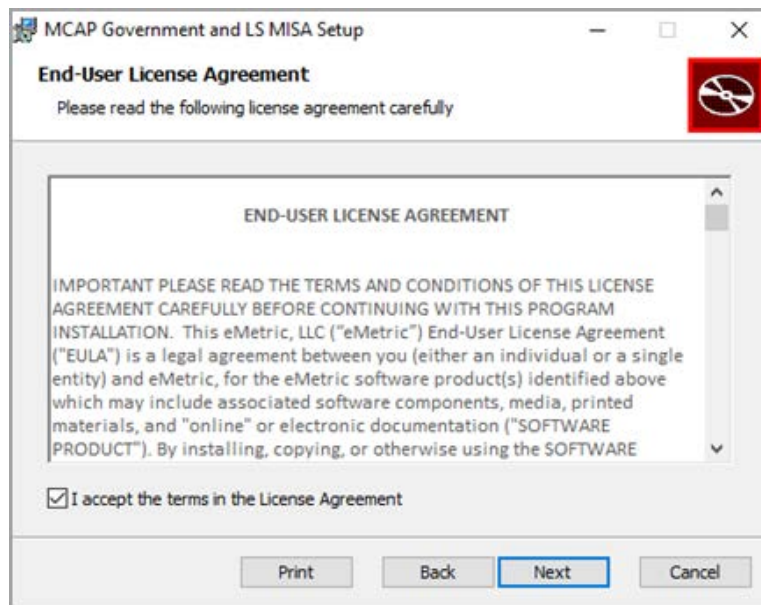 MCAP Government and LS MISA Setup
End-User License Agreement
Please read the following license agreement carefully
END-USER LICENSE AGREEMENT
IMPORTANT PLEASE READ THE TERMS AND CONDITIONS OF THIS LICENSE
AGREEMENT CAREFULLY BEFORE CONTINUING WITH THIS PROGRAM
INSTALLATION. This eMetric, LLC ("eMetric") End-User License Agreement
("EULA") is a legal agreement between you (either an individual or a single
entity) and eMetric, for the eMetric software product(s) identified above
which may include associated software components, media, printed
materials, and "online" or electronic documentation ("SOFTWARE
PRODUCT"). By installing, copying, or otherwise using the SOFTWARE
I accept the terms in the License Agreement
Print Back Next Cancel